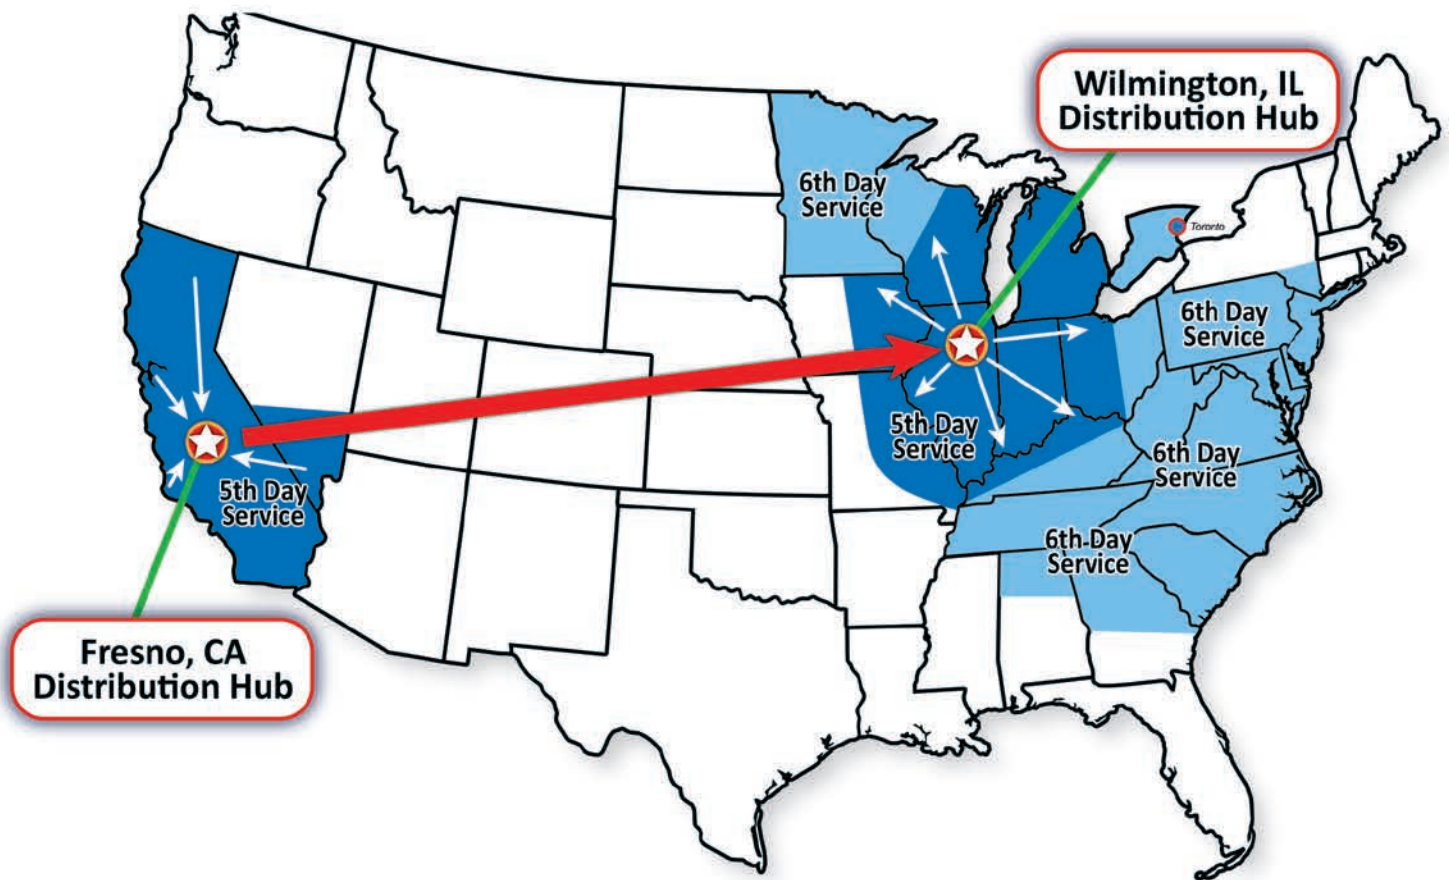 Wilmington, IL
Distribution Hub
6th Day
Service
Toronto
6th Day
Service
5th Day
Service
6th Day
Service
5th Day
Service
6th Day
Service
Fresno, CA
Distribution Hub